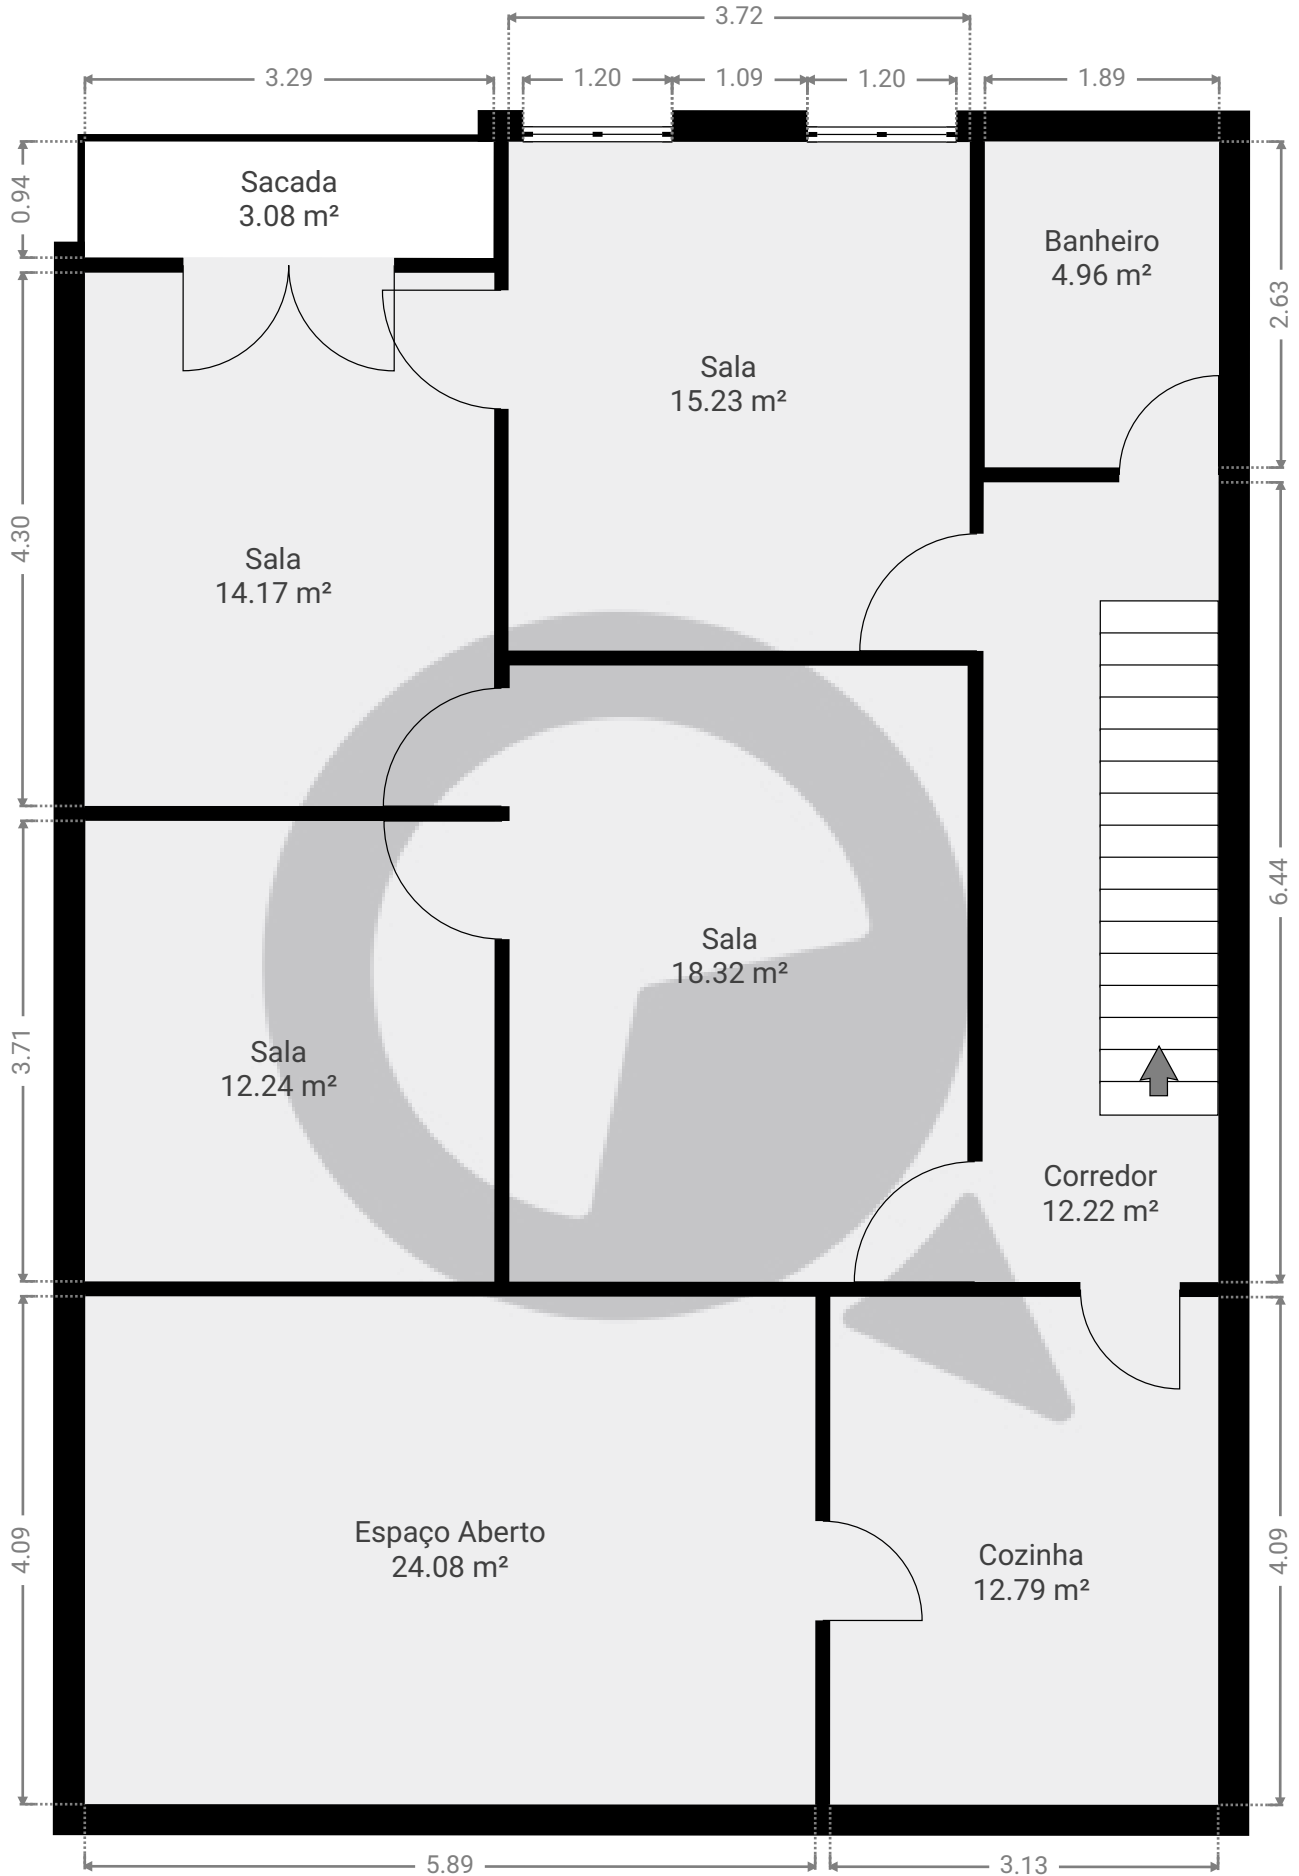 3.72
3.29
1.20
1.09
1.20
1.89
0.94
Sacada
3.08 m²
Banheiro
4.96 m²
2.63
Sala
15.23 m²
4.30
Sala
14.17 m²
6.44
Sala
18.32 m²
3.71
Sala
12.24 m²
Corredor
12.22 m²
4.09
Espaço Aberto
24.08 m²
Cozinha
12.79 m²
4.09
5.89
3.13